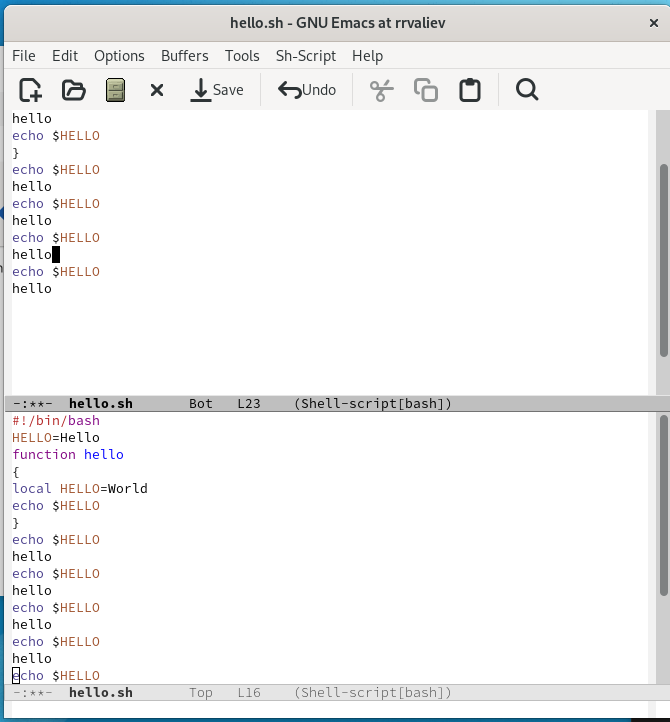 hello.sh - GNU Emacs at rrvaliev
File Edit Options Buffers Tools Sh-Script Help
Save Undo
hello
echo $HELLO
}
echo $HELLO
hello
echo $HELLO
hello
echo $HELLO
hello
echo $HELLO
hello
-:**- hello.sh Bot L23 (Shell-script[bash])
#!/bin/bash
HELLO=Hello
function hello
{
local HELLO=World
echo $HELLO
}
echo $HELLO
hello
echo $HELLO
hello
echo $HELLO
hello
echo $HELLO
hello
echo $HELLO
-:**- hello.sh Top L16 (Shell-script[bash])